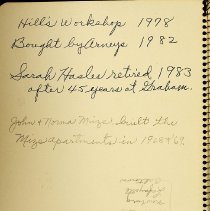 Hill's Workshop 1978
Bought by Arneys 1982
Sarah Hasler retired 1983
after 45 years at Graham.
John & Norma Mize built the
Mize apartments in 1968 & 69.